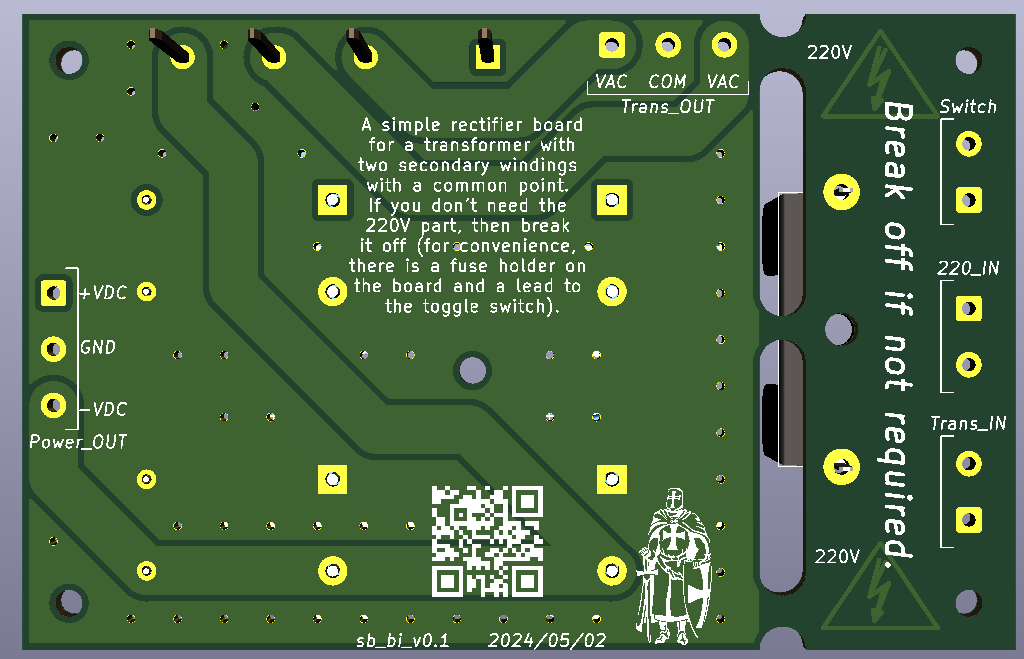 220V
VAC COM VAC
Trans_OUT
Switch
A simple rectifier board
for a transformer with
two secondary windings
with a common point.
If you don't need the
220V part, then break
it off (for convenience,
there is a fuse holder on
the board and a lead to
the toggle switch).
Break off if not required.
220_IN
+VDC
GND
-VDC
Power_OUT
Trans_IN
220V
sb_bi_v0.1 2024/05/02